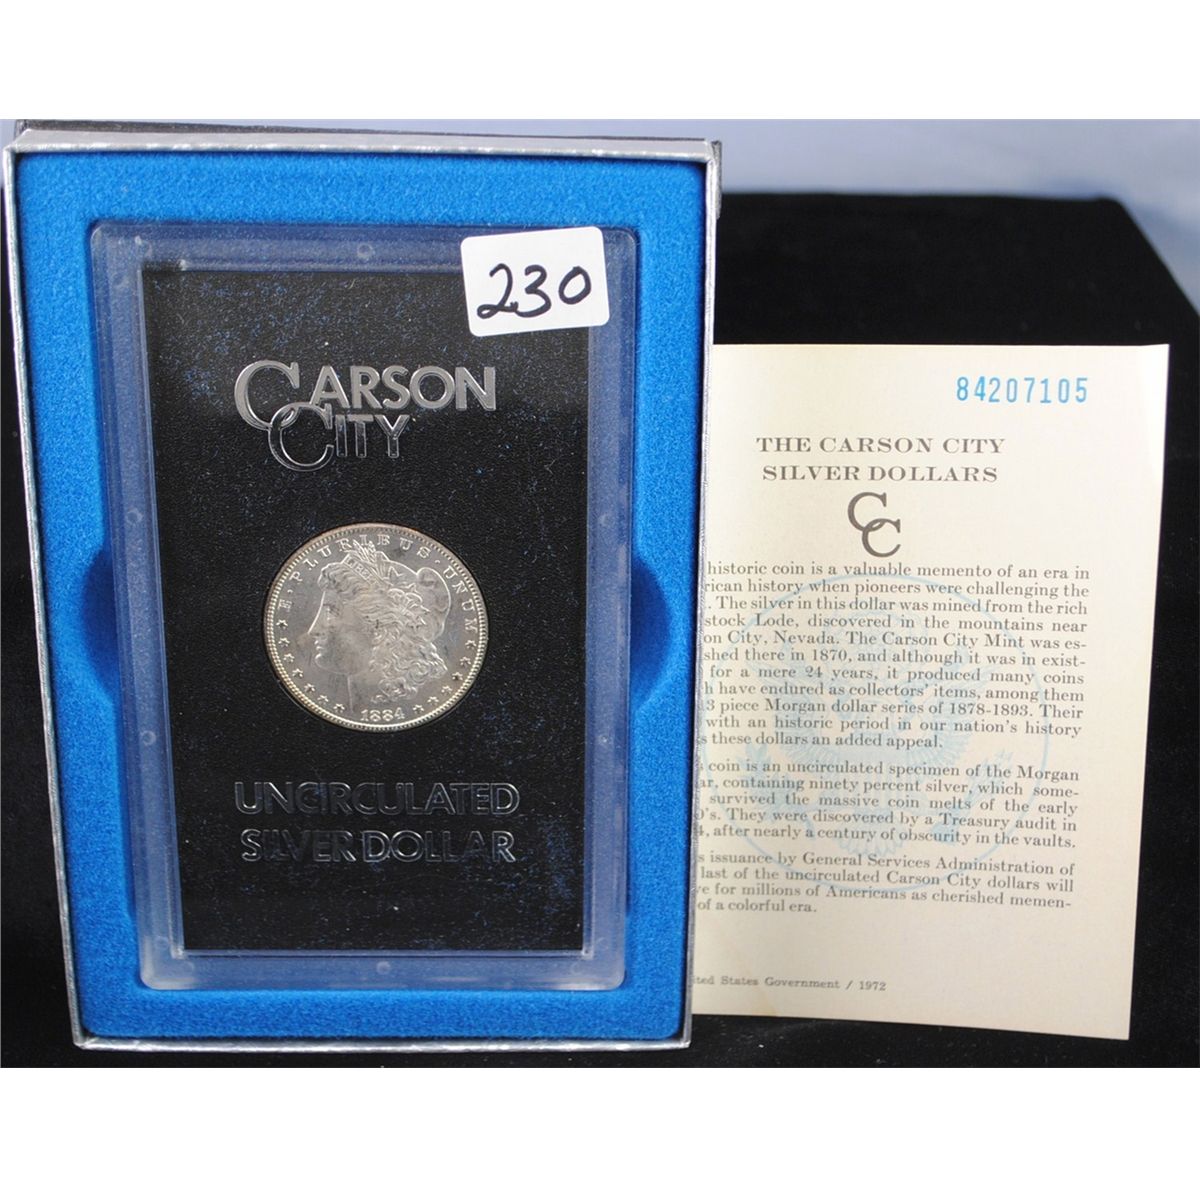 230
CARSON
CITY
E · PLURIBUS · UNUM
1884
UNCIRCULATED
SILVER DOLLAR
84207105
THE CARSON CITY
SILVER DOLLARS
CC
historic coin is a valuable memento of an era in
rican history when pioneers were challenging the
. The silver in this dollar was mined from the rich
stock Lode, discovered in the mountains near
on City, Nevada. The Carson City Mint was es-
shed there in 1870, and although it was in exist-
for a mere 24 years, it produced many coins
h have endured as collectors' items, among them
3 piece Morgan dollar series of 1878-1893. Their
with an historic period in our nation's history
s these dollars an added appeal.
s coin is an uncirculated specimen of the Morgan
ar, containing ninety percent silver, which some-
survived the massive coin melts of the early
0's. They were discovered by a Treasury audit in
4, after nearly a century of obscurity in the vaults.
s issuance by General Services Administration of
last of the uncirculated Carson City dollars will
ve for millions of Americans as cherished memen-
of a colorful era.
ited States Government / 1972